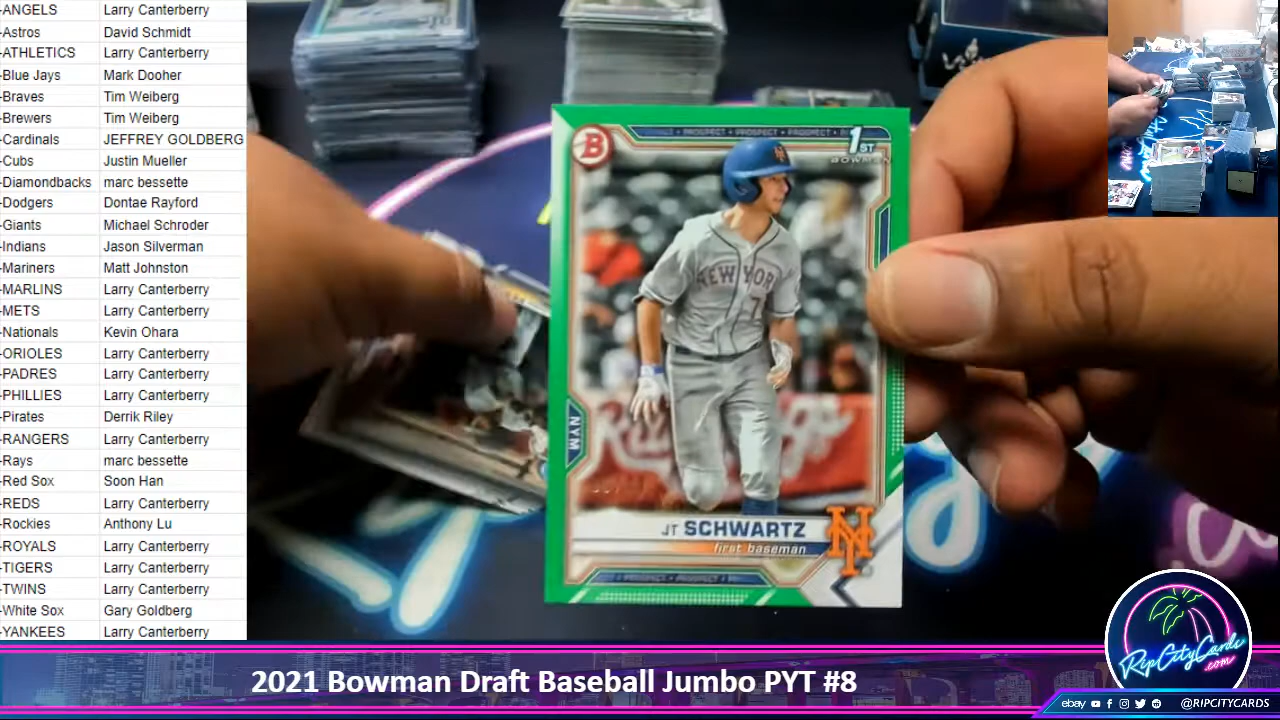 -ANGELS Larry Canterberry
-Astros David Schmidt
-ATHLETICS Larry Canterberry
-Blue Jays Mark Dooher
-Braves Tim Weiberg
-Brewers Tim Weiberg
-Cardinals JEFFREY GOLDBERG
-Cubs Justin Mueller
-Diamondbacks marc bessette
-Dodgers Dontae Rayford
-Giants Michael Schroder
-Indians Jason Silverman
-Mariners Matt Johnston
-MARLINS Larry Canterberry
-METS Larry Canterberry
-Nationals Kevin Ohara
-ORIOLES Larry Canterberry
-PADRES Larry Canterberry
-PHILLIES Larry Canterberry
-Pirates Derrik Riley
-RANGERS Larry Canterberry
-Rays marc bessette
-Red Sox Soon Han
-REDS Larry Canterberry
-Rockies Anthony Lu
-ROYALS Larry Canterberry
-TIGERS Larry Canterberry
-TWINS Larry Canterberry
-White Sox Gary Goldberg
-YANKEES Larry Canterberry
PROSPECT • PROSPECT • PROSPECT
B
1ST
BOWMAN
NEW YORK
7
NYM
JT SCHWARTZ
first baseman
NY
PROSPECT • PROSPECT
RipCityCards
.com
2021 Bowman Draft Baseball Jumbo PYT #8
ebay @RIPCITYCARDS